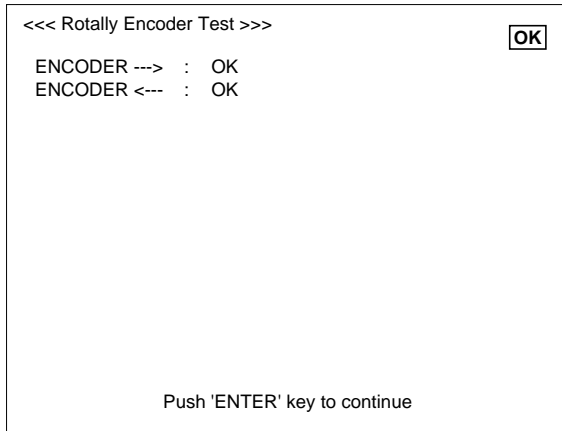 <<< Rotally Encoder Test >>>
OK
ENCODER ---> : OK
ENCODER <--- : OK
Push 'ENTER' key to continue